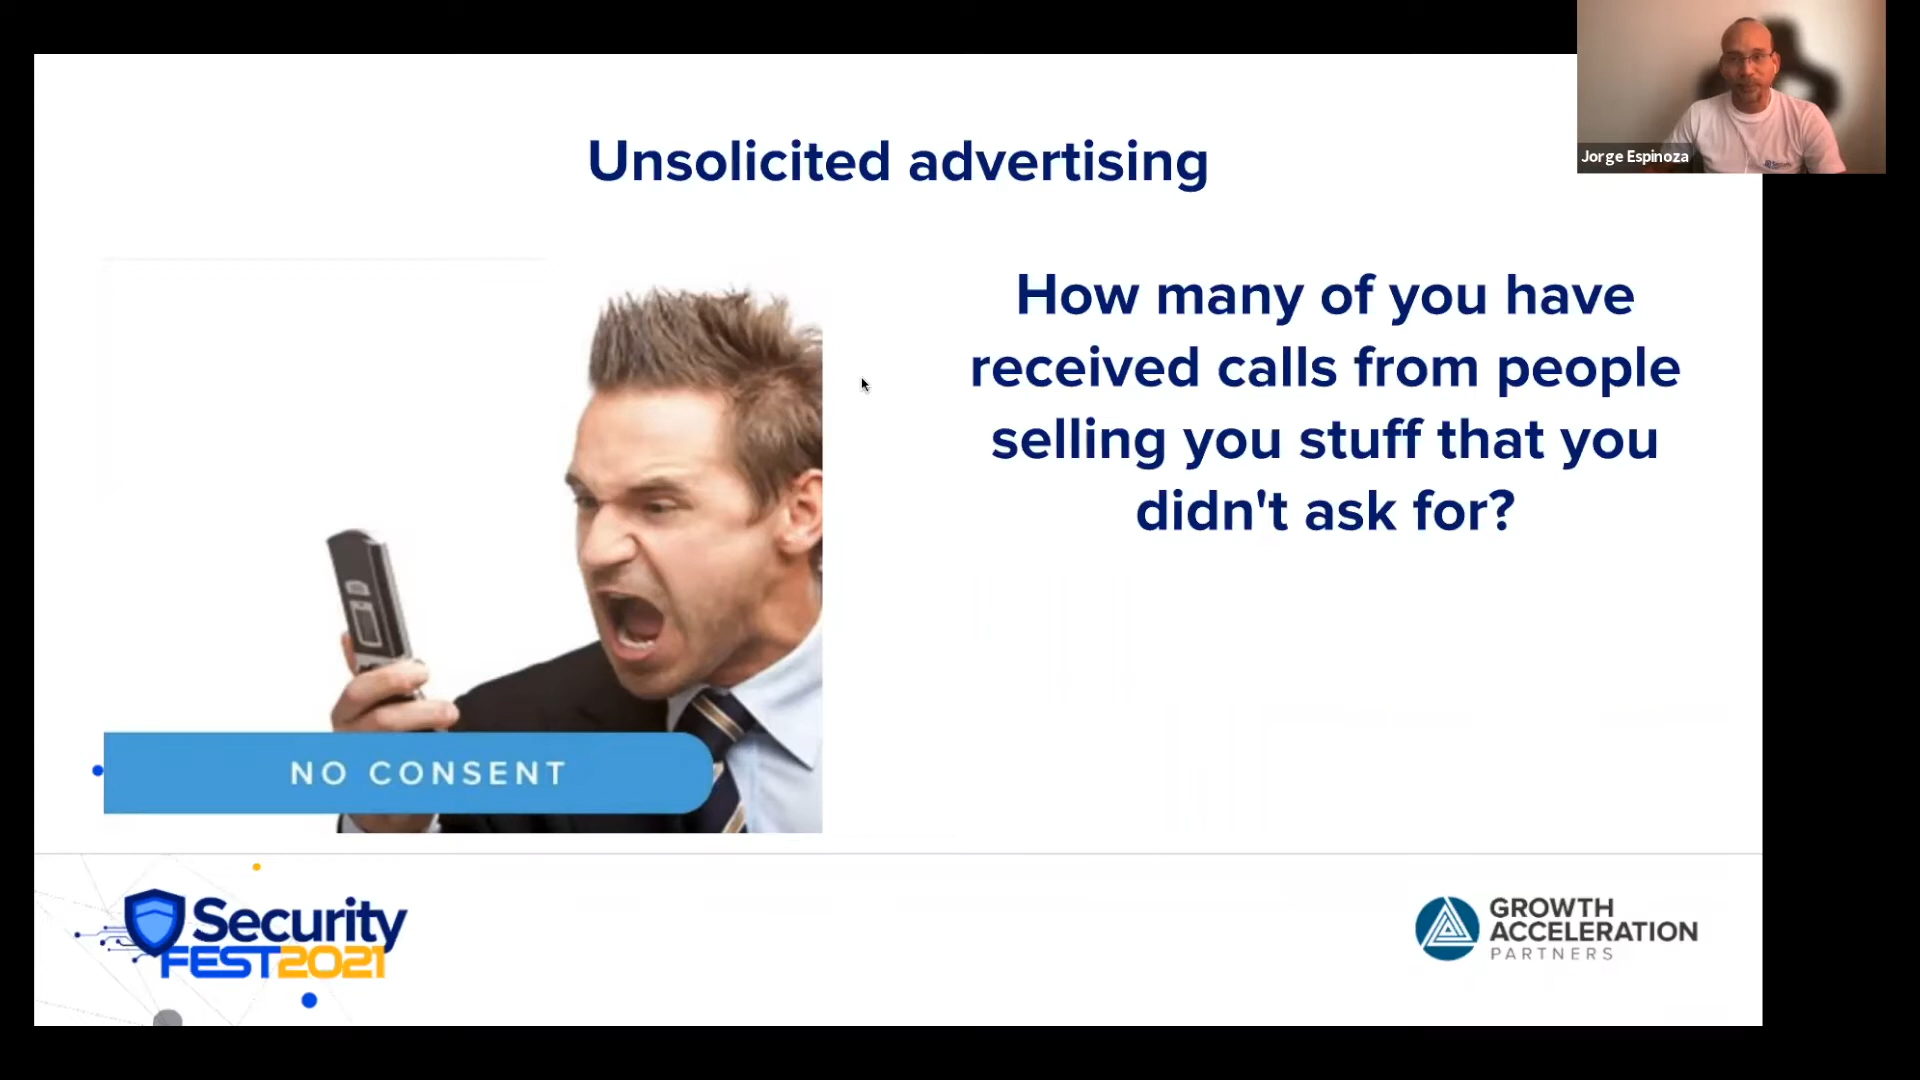 Jorge Espinoza
Unsolicited advertising
How many of you have
received calls from people
selling you stuff that you
didn't ask for?
NO CONSENT
Security
FEST2021
GROWTH
ACCELERATION
PARTNERS